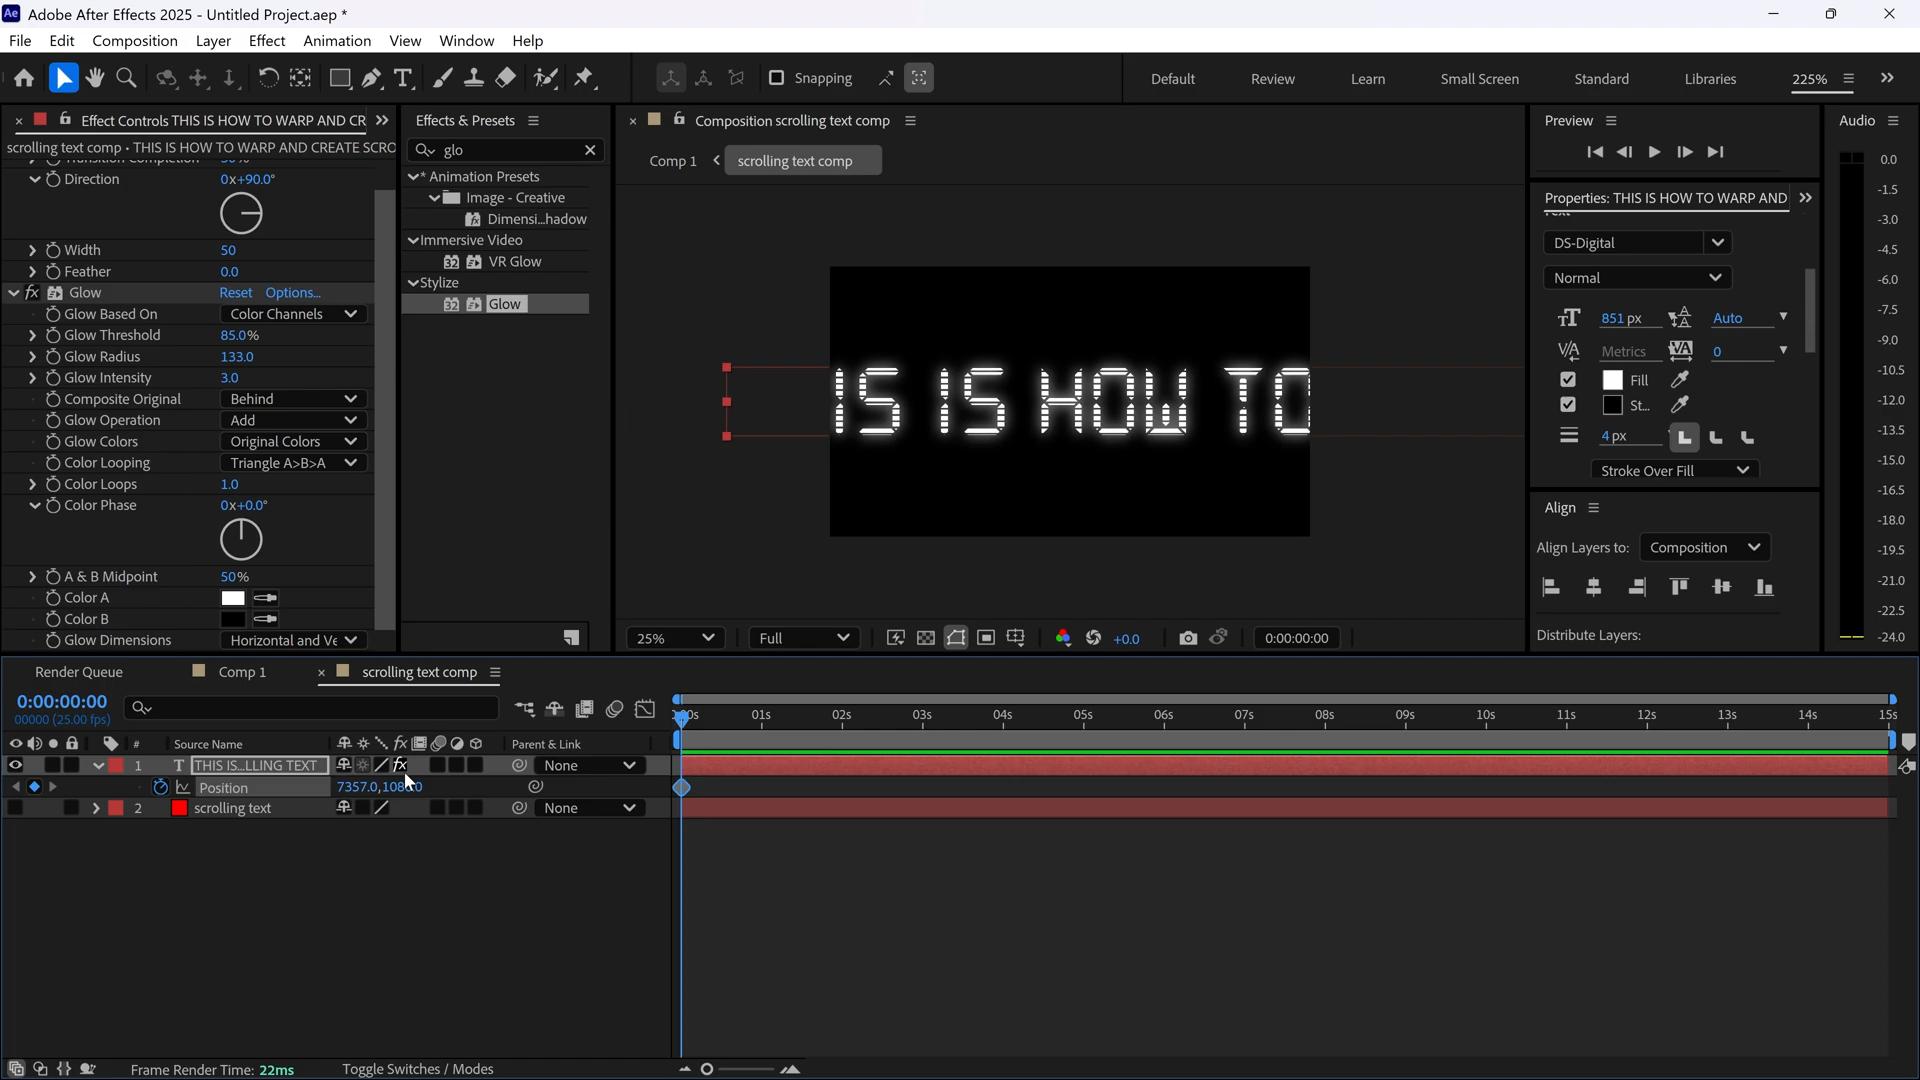 Adobe After Effects 2025 - Untitled Project.aep *
File Edit Composition Layer Effect Animation View Window Help
Snapping Default Review Learn Small Screen Standard Libraries 225%
Effect Controls THIS IS HOW TO WARP AND CR
scrolling text comp • THIS IS HOW TO WARP AND CREATE SCRO
Direction 0x+90.0°
Width 50
Feather 0.0
fx Glow Reset Options...
Glow Based On Color Channels
Glow Threshold 85.0%
Glow Radius 133.0
Glow Intensity 3.0
Composite Original Behind
Glow Operation Add
Glow Colors Original Colors
Color Looping Triangle A>B>A
Color Loops 1.0
Color Phase 0x+0.0°
A & B Midpoint 50%
Color A
Color B
Glow Dimensions Horizontal and Ve
Effects & Presets
glo
* Animation Presets
Image - Creative
Dimensi...hadow
Immersive Video
32 VR Glow
Stylize
32 Glow
Composition scrolling text comp
Comp 1 < scrolling text comp
IS IS HOW TO
25% Full +0.0 0:00:00:00
Preview
Properties: THIS IS HOW TO WARP AND
DS-Digital
Normal
851 px Auto
Metrics 0
Fill
St...
4 px
Stroke Over Fill
Align
Align Layers to: Composition
Distribute Layers:
Audio
0.0
-1.5
-3.0
-4.5
-6.0
-7.5
-9.0
-10.5
-12.0
-13.5
-15.0
-16.5
-18.0
-19.5
-21.0
-22.5
-24.0
Render Queue Comp 1 scrolling text comp
0:00:00:00
00000 (25.00 fps)
01s 02s 03s 04s 05s 06s 07s 08s 09s 10s 11s 12s 13s 14s 15s
# Source Name Parent & Link
1 T THIS IS...LLING TEXT fx None
Position
2 scrolling text None
Frame Render Time: 22ms Toggle Switches / Modes